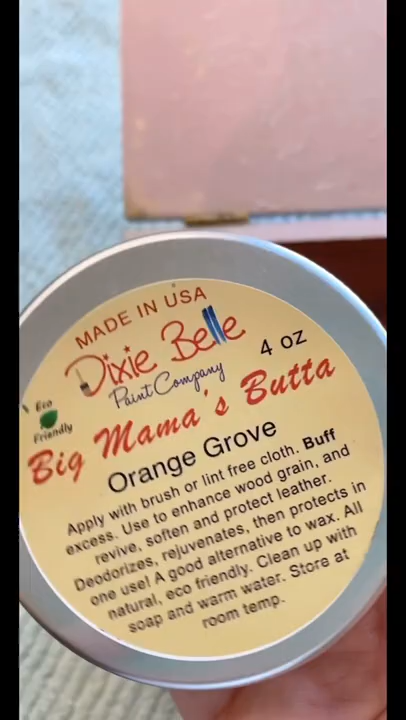 MADE IN USA
Dixie Belle
Paint Company
4 oz
Eco
Friendly
Big Mama's Butta
Orange Grove
Apply with brush or lint free cloth. Buff
excess. Use to enhance wood grain, and
revive, soften and protect leather.
Deodorizes, rejuvenates, then protects in
one use! A good alternative to wax. All
natural, eco friendly. Clean up with
soap and warm water. Store at
room temp.